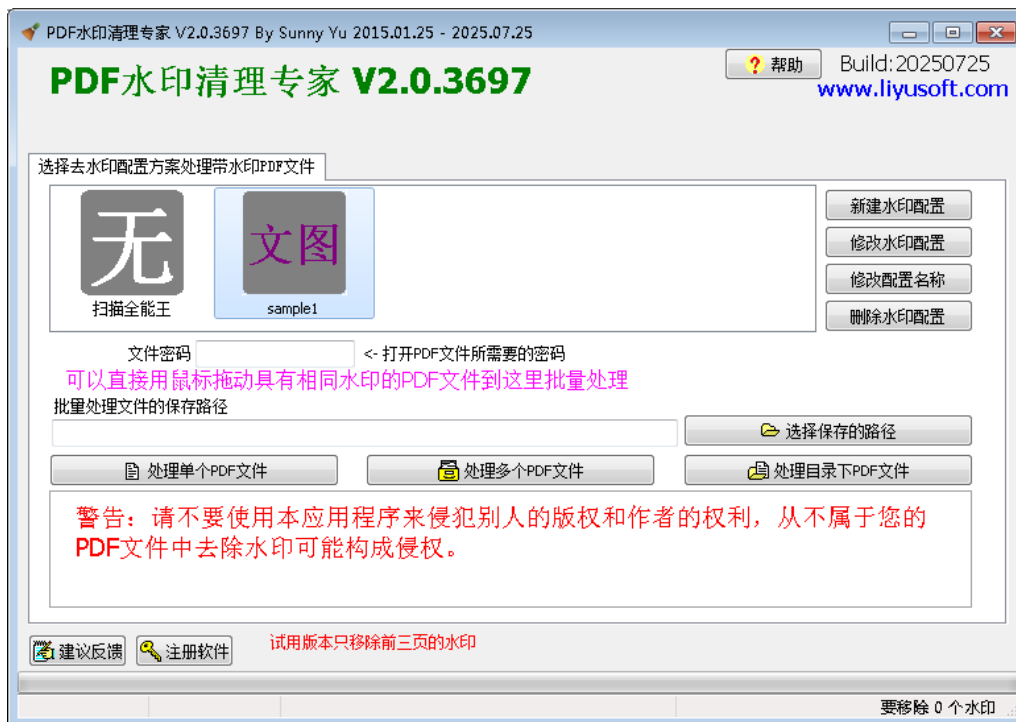 PDF水印清理专家 V2.0.3697 By Sunny Yu 2015.01.25 - 2025.07.25
PDF水印清理专家 V2.0.3697
帮助
Build:20250725
www.liyusoft.com
选择去水印配置方案处理带水印PDF文件
无
扫描全能王
文图
sample1
新建水印配置
修改水印配置
修改配置名称
删除水印配置
文件密码
<- 打开PDF文件所需要的密码
可以直接用鼠标拖动具有相同水印的PDF文件到这里批量处理
批量处理文件的保存路径
选择保存的路径
处理单个PDF文件
处理多个PDF文件
处理目录下PDF文件
警告：请不要使用本应用程序来侵犯别人的版权和作者的权利，从不属于您的
PDF文件中去除水印可能构成侵权。
建议反馈
注册软件
试用版本只移除前三页的水印
要移除 0 个水印